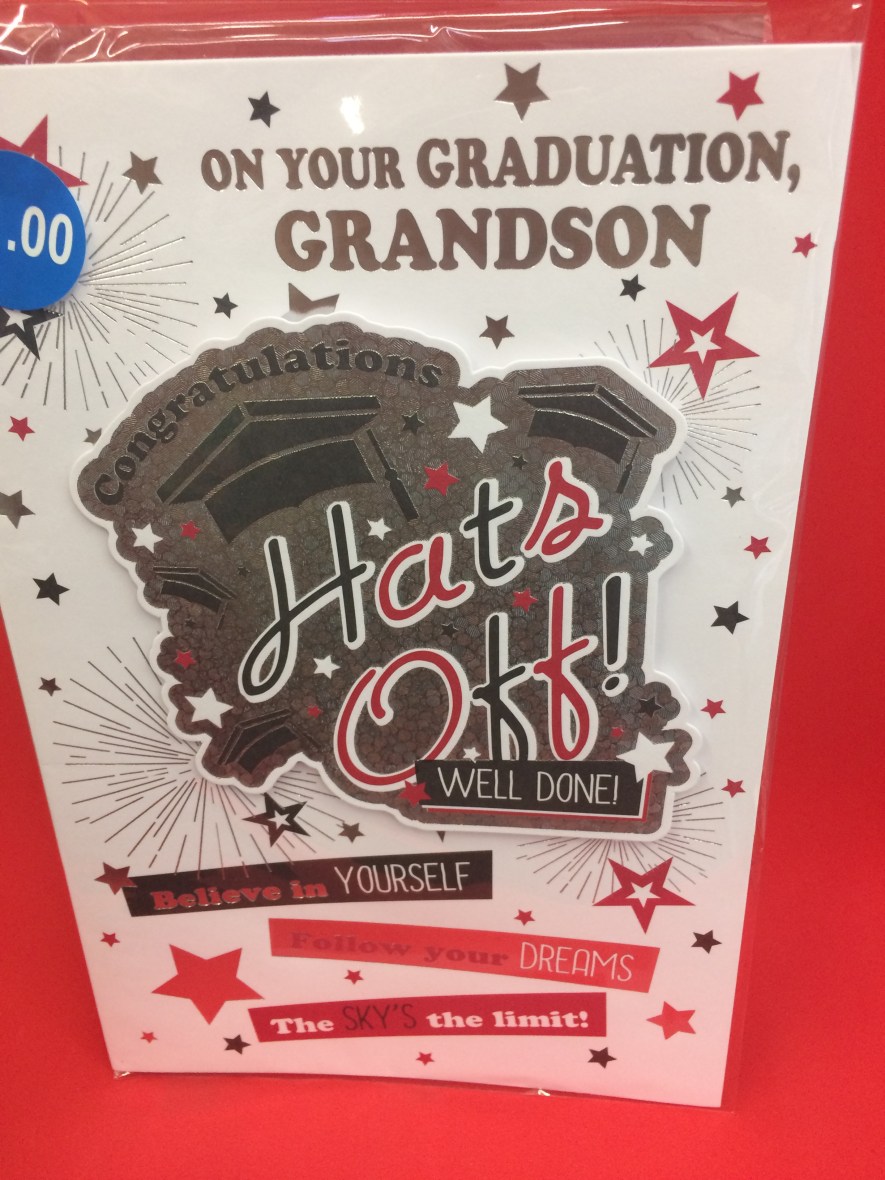 ON YOUR GRADUATION,
GRANDSON
.00
Congratulations
Hats
Off!
WELL DONE!
Believe in YOURSELF
Follow your DREAMS
The SKY'S the limit!